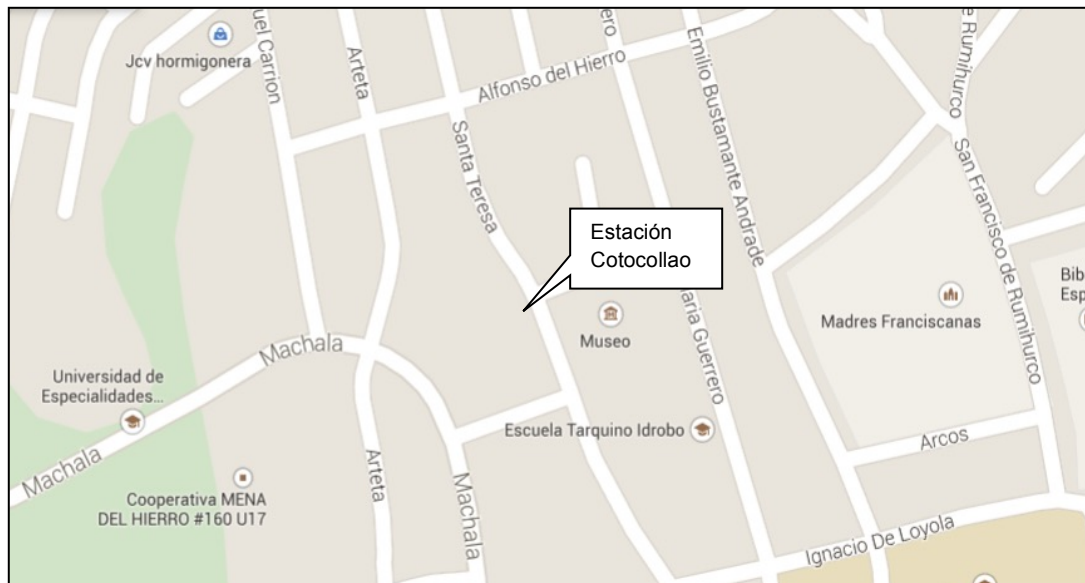 Jcv hormigonera
uel Carrion
Arteta
Alfonso del Hierro
ero
Emilio Bustamante Andrade
e Rumihurco
Santa Teresa
San Francisco de Rumihurco
Estación
Cotocollao
Museo
aria Guerrero
Madres Franciscanas
Bib
Esp
Machala
Universidad de
Especialidades...
Escuela Tarquino Idrobo
Arcos
Machala
Arteta
Machala
Cooperativa MENA
DEL HIERRO #160 U17
Ignacio De Loyola